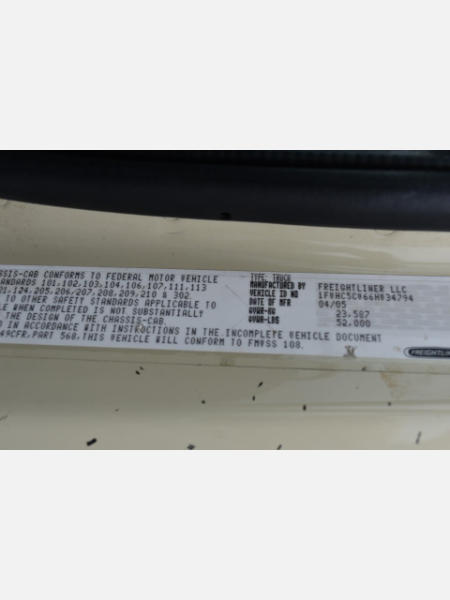 SSIS-CAB CONFORMS TO FEDERAL MOTOR VEHICLE
ANDARDS 101,102,103,104,106,107,111,113
124,205,206/207,208,209,210 & 302.
TO OTHER SAFETY STANDARDS APPLICABLE
LE WHEN COMPLETED IS NOT SUBSTANTIALLY
THE DESIGN OF THE CHASSIS-CAB.
D IN ACCORDANCE WITH INSTRUCTIONS IN THE INCOMPLETE VEHICLE DOCUMENT
49CFR,PART 568.THIS VEHICLE WILL CONFORM TO FMVSS 108.
TYPE: TRUCK
MANUFACTURED BY FREIGHTLINER LLC
VEHICLE ID NO
DATE OF MFR 04/05
GVWR-KG 23,587
GVWR-LBS 52,000
FREIGHTLIN